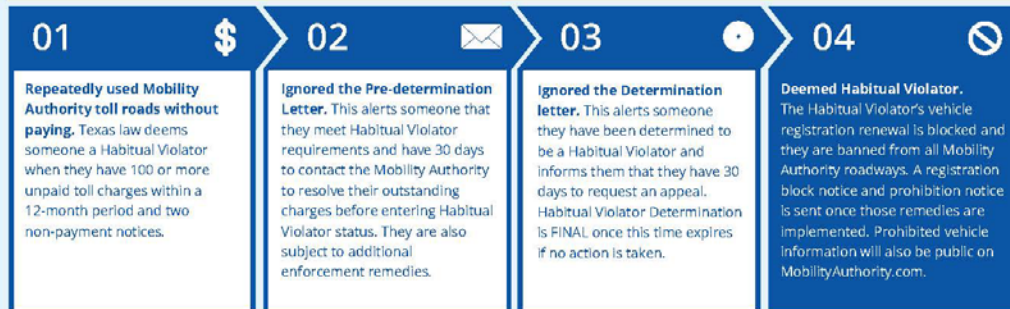 01
$
Repeatedly used Mobility
Authority toll roads without
paying. Texas law deems
someone a Habitual Violator
when they have 100 or more
unpaid toll charges within a
12-month period and two
non-payment notices.
02
Ignored the Pre-determination
Letter. This alerts someone that
they meet Habitual Violator
requirements and have 30 days
to contact the Mobility Authority
to resolve their outstanding
charges before entering Habitual
Violator status. They are also
subject to additional
enforcement remedies.
03
Ignored the Determination
letter. This alerts someone
they have been determined to
be a Habitual Violator and
informs them that they have 30
days to request an appeal.
Habitual Violator Determination
is FINAL once this time expires
if no action is taken.
04
Deemed Habitual Violator.
The Habitual Violator's vehicle
registration renewal is blocked and
they are banned from all Mobility
Authority roadways. A registration
block notice and prohibition notice
is sent once those remedies are
implemented. Prohibited vehicle
information will also be public on
MobilityAuthority.com.